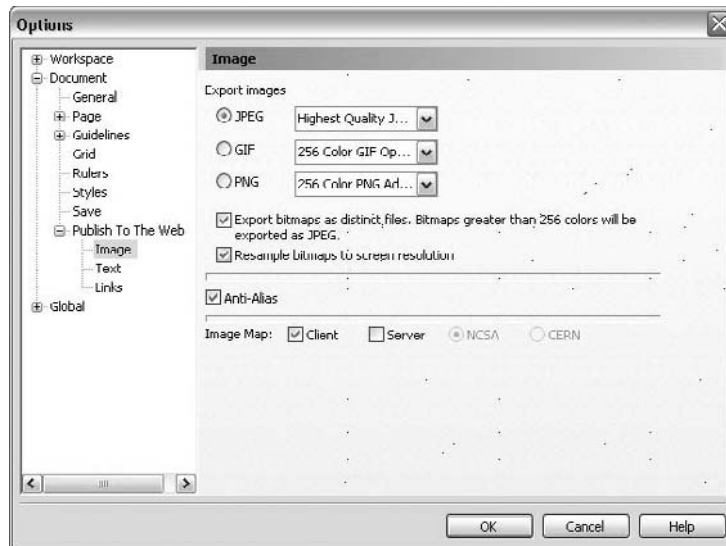 Options
Workspace
Document
General
Page
Guidelines
Grid
Rulers
Styles
Save
Publish To The Web
Image
Text
Links
Global
Image
Export images
JPEG Highest Quality J...
GIF 256 Color GIF Op...
PNG 256 Color PNG Ad...
Export bitmaps as distinct files. Bitmaps greater than 256 colors will be
exported as JPEG.
Resample bitmaps to screen resolution
Anti-Alias
Image Map: Client Server NCSA CERN
OK Cancel Help